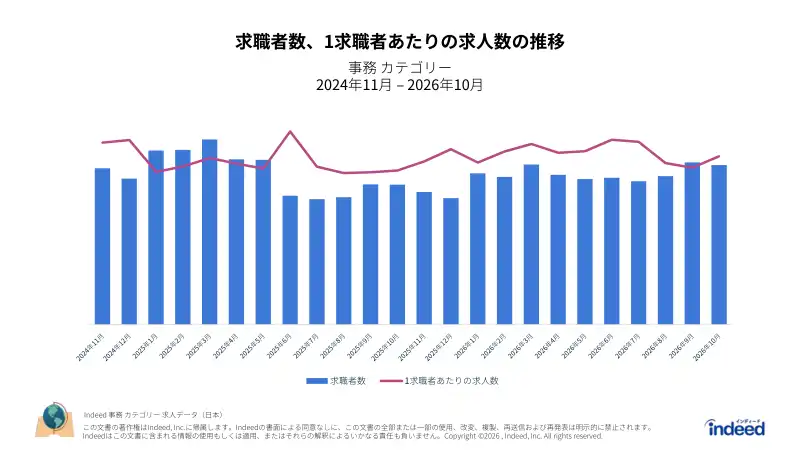 求職者数、1求職者あたりの求人数の推移
事務 カテゴリー
2024年11月 – 2026年10月
2024年11月
2024年12月
2025年1月
2025年2月
2025年3月
2025年4月
2025年5月
2025年6月
2025年7月
2025年8月
2025年9月
2025年10月
2025年11月
2025年12月
2026年1月
2026年2月
2026年3月
2026年4月
2026年5月
2026年6月
2026年7月
2026年8月
2026年9月
2026年10月
求職者数
1求職者あたりの求人数
Indeed 事務 カテゴリー 求人データ（日本）
この文書の著作権はIndeed, Inc.に帰属します。Indeedの書面による同意なしに、この文書の全部または一部の使用、改変、複製、再送信および再発表は明示的に禁止されます。
Indeedはこの文書に含まれる情報の使用もしくは適用、またはそれらの解釈によるいかなる責任も負いません。Copyright ©2026 , Indeed, Inc. All rights reserved.
インディード
indeed